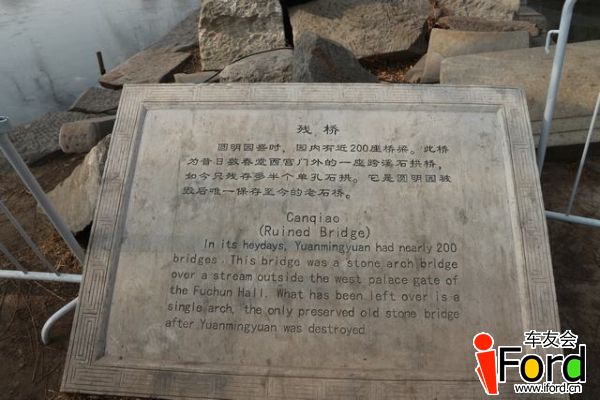 残 桥
圆明园盛时，园内有近200座桥梁。此桥
为昔日敷春堂西宫门外的一座跨溪石拱桥，
如今只残存多半个单孔石拱。它是圆明园被
毁后唯一保存至今的老石桥。
Canqiao
(Ruined Bridge)
In its heydays, Yuanmingyuan had nearly 200
bridges. This bridge was a stone arch bridge
over a stream outside the west palace gate of
the Fuchun Hall. What has been left over is a
single arch, the only preserved old stone bridge
after Yuanmingyuan was destroyed.
车友会
iFord
www.iford.cn